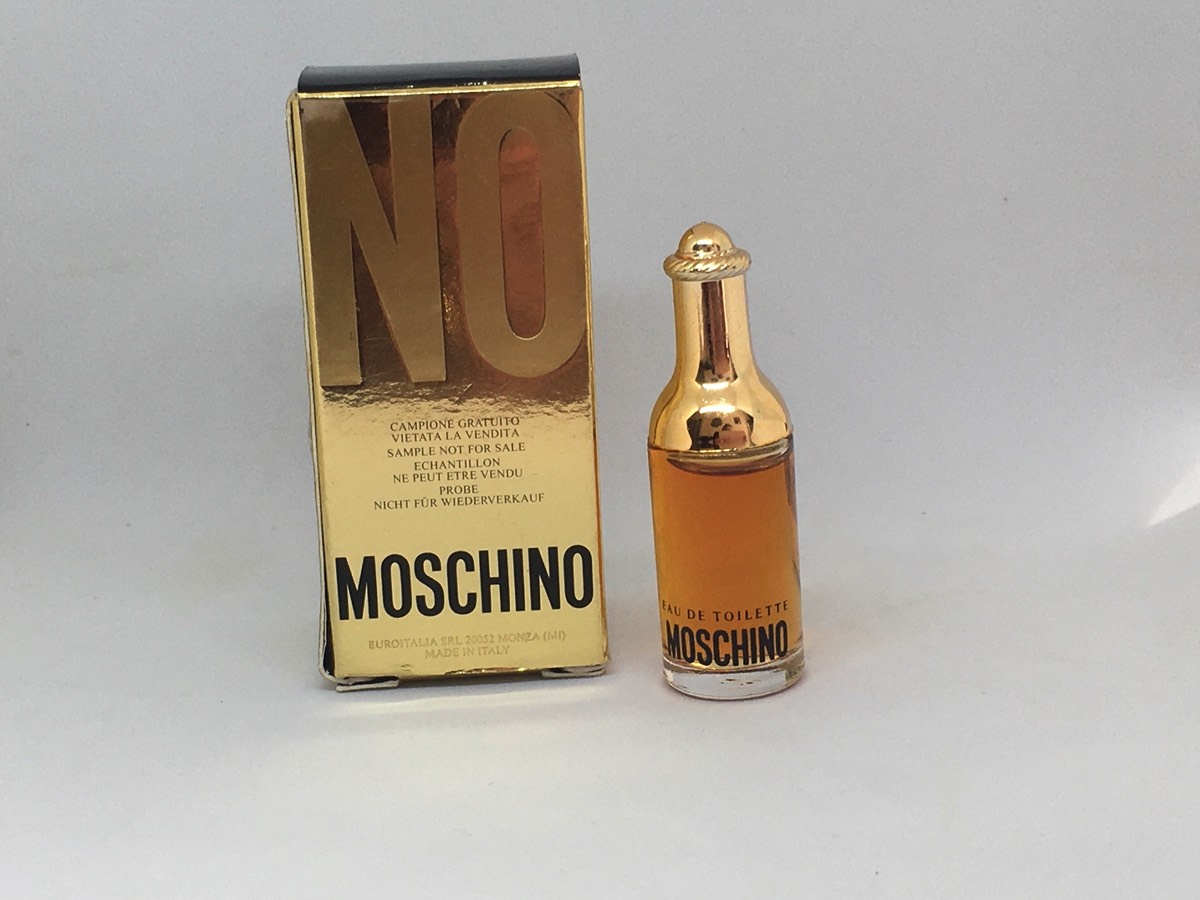 NO
CAMPIONE GRATUITO
VIETATA LA VENDITA
SAMPLE NOT FOR SALE
ECHANTILLON
NE PEUT ETRE VENDU
PROBE
NICHT FÜR WIEDERVERKAUF
MOSCHINO
EUROITALIA SRL 20052 MONZA (MI)
MADE IN ITALY
EAU DE TOILETTE
MOSCHINO